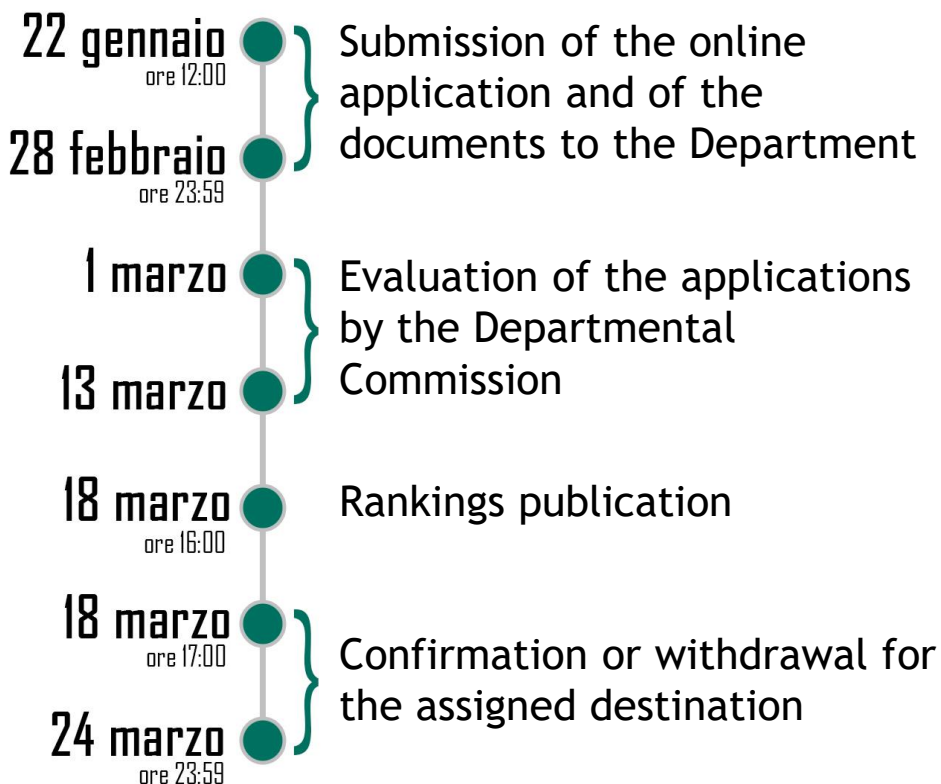 22 gennaio
ore 12:00
Submission of the online
application and of the
documents to the Department
28 febbraio
ore 23:59
1 marzo
Evaluation of the applications
by the Departmental
Commission
13 marzo
18 marzo
ore 16:00
Rankings publication
18 marzo
ore 17:00
Confirmation or withdrawal for
the assigned destination
24 marzo
ore 23:59